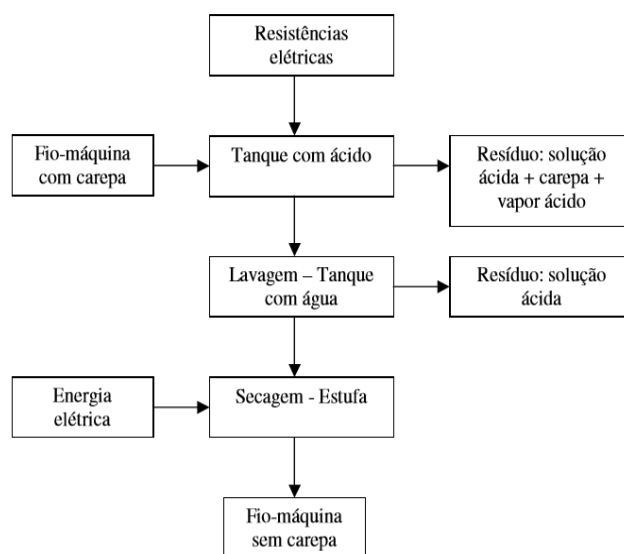 Resistências
elétricas
Fio-máquina
com carepa
Tanque com ácido
Resíduo: solução
ácida + carepa +
vapor ácido
Lavagem – Tanque
com água
Resíduo: solução
ácida
Energia
elétrica
Secagem - Estufa
Fio-máquina
sem carepa